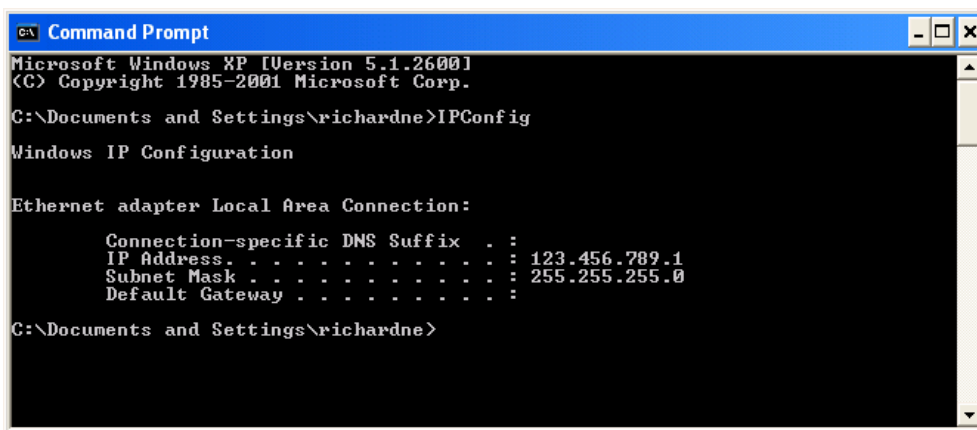 Command Prompt
Microsoft Windows XP [Version 5.1.2600]
(C) Copyright 1985-2001 Microsoft Corp.
C:\Documents and Settings\richardne>IPConfig
Windows IP Configuration
Ethernet adapter Local Area Connection:
Connection-specific DNS Suffix . :
IP Address. . . . . . . . . . . . : 123.456.789.1
Subnet Mask . . . . . . . . . . . : 255.255.255.0
Default Gateway . . . . . . . . . :
C:\Documents and Settings\richardne>